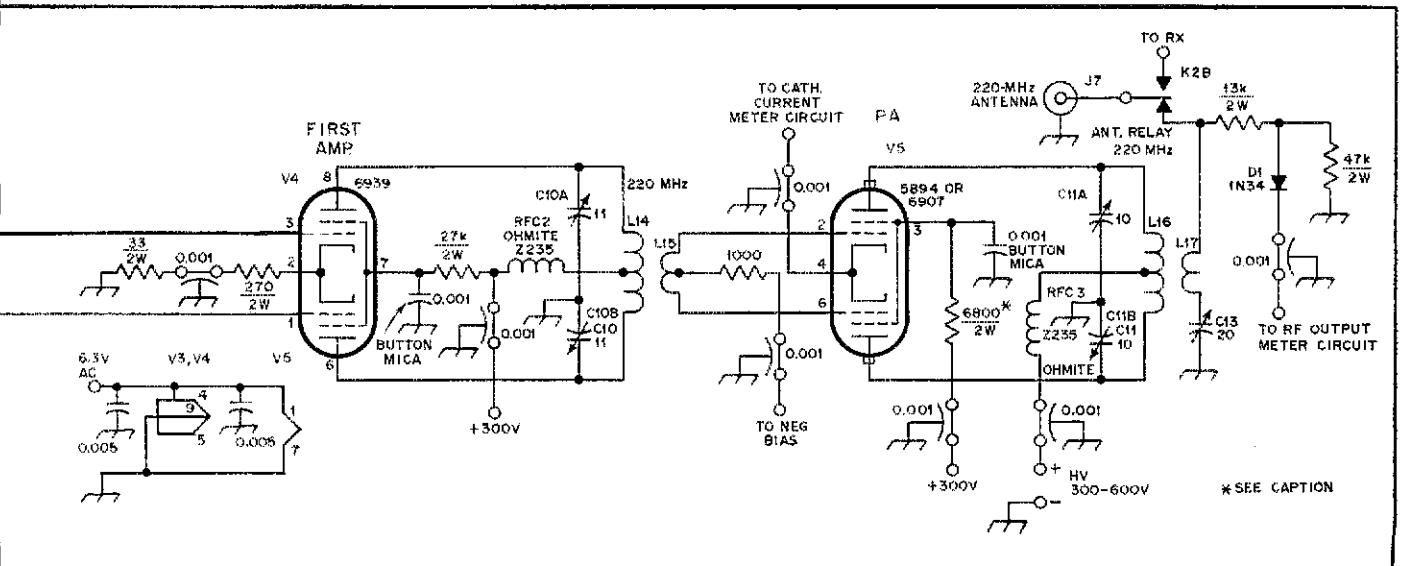 TO RX
K2B
J7
220-MHz
ANTENNA
13k
2W
ANT. RELAY
220 MHz
D1
1N34
47k
2W
0.001
TO RF OUTPUT
METER CIRCUIT
TO CATH.
CURRENT
METER CIRCUIT
0.001
PA
V5
5894 OR
6907
2
3
4
6
0.001
BUTTON
MICA
6800*
2W
C11A
10
L16
L17
RFC 3
Z235
OHMITE
C11B
C11
10
C13
20
0.001
+300V
0.001
+
HV
300-600V
-
*SEE CAPTION
FIRST
AMP
V4
8
6939
3
2
1
7
6
33
2W
0.001
270
2W
27k
2W
RFC2
OHMITE
Z235
C10A
11
220 MHz
L14
L15
1000
0.001
BUTTON
MICA
0.001
+300V
C10B
C10
11
0.001
TO NEG
BIAS
6.3V
AC
V3, V4
V5
4
9
5
1
7
0.005
0.005